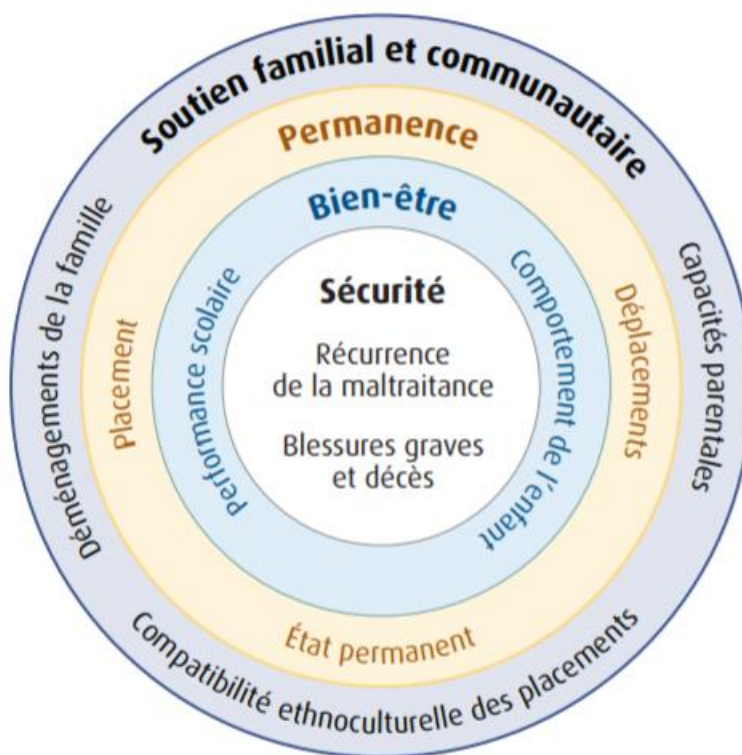 Soutien familial et communautaire
Déménagements de la famille
Capacités parentales
Compatibilité ethnoculturelle des placements
Permanence
Placement
Déplacements
État permanent
Bien-être
Performance scolaire
Comportement de l'enfant
Sécurité
Récurrence
de la maltraitance
Blessures graves
et décès